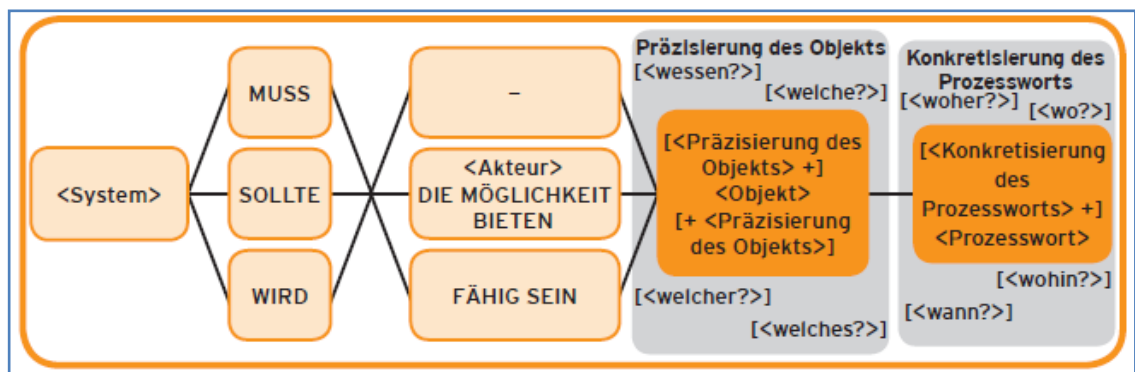 <System>
MUSS
SOLLTE
WIRD
–
<Akteur>
DIE MÖGLICHKEIT
BIETEN
FÄHIG SEIN
Präzisierung des Objekts
[<wessen?>]
[<welche?>]
[<Präzisierung des
Objekts> +]
<Objekt>
[+ <Präzisierung
des Objekts>]
[<welcher?>]
[<welches?>]
Konkretisierung des
Prozessworts
[<woher?>]
[<wo?>]
[<Konkretisierung
des
Prozessworts> +]
<Prozesswort>
[<wohin?>]
[<wann?>]